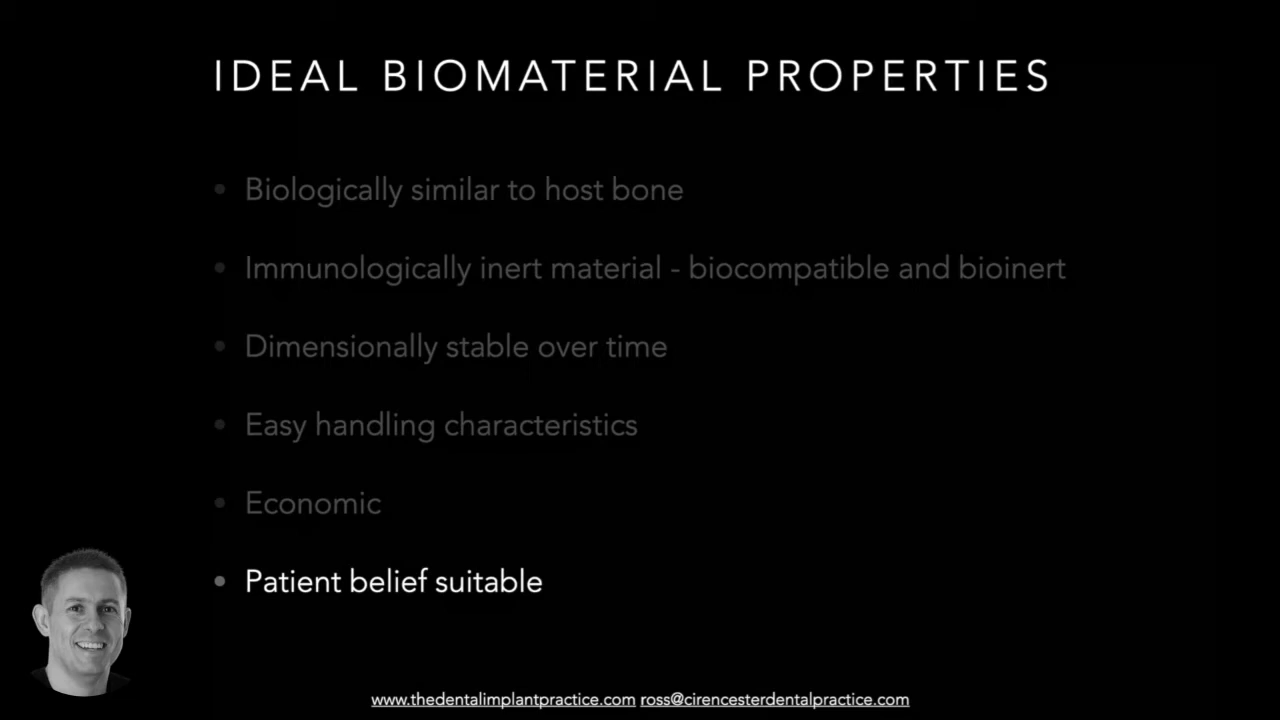 IDEAL BIOMATERIAL PROPERTIES
• Biologically similar to host bone
• Immunologically inert material - biocompatible and bioinert
• Dimensionally stable over time
• Easy handling characteristics
• Economic
• Patient belief suitable
www.thedentalimplantpractice.com ross@cirencesterdentalpractice.com